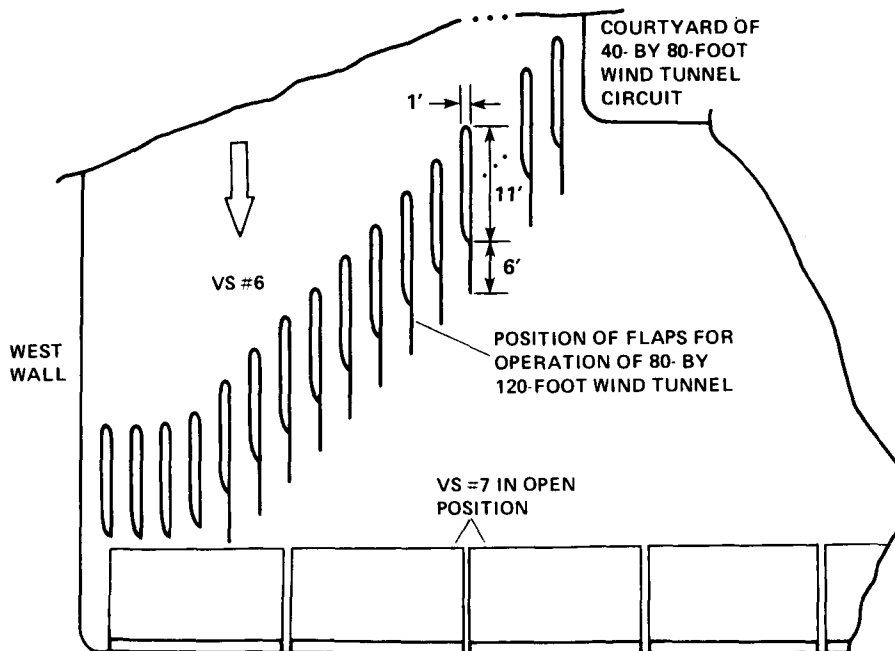 COURTYARD OF
40- BY 80-FOOT
WIND TUNNEL
CIRCUIT
1'
11'
6'
VS #6
WEST
WALL
POSITION OF FLAPS FOR
OPERATION OF 80- BY
120-FOOT WIND TUNNEL
VS =7 IN OPEN
POSITION